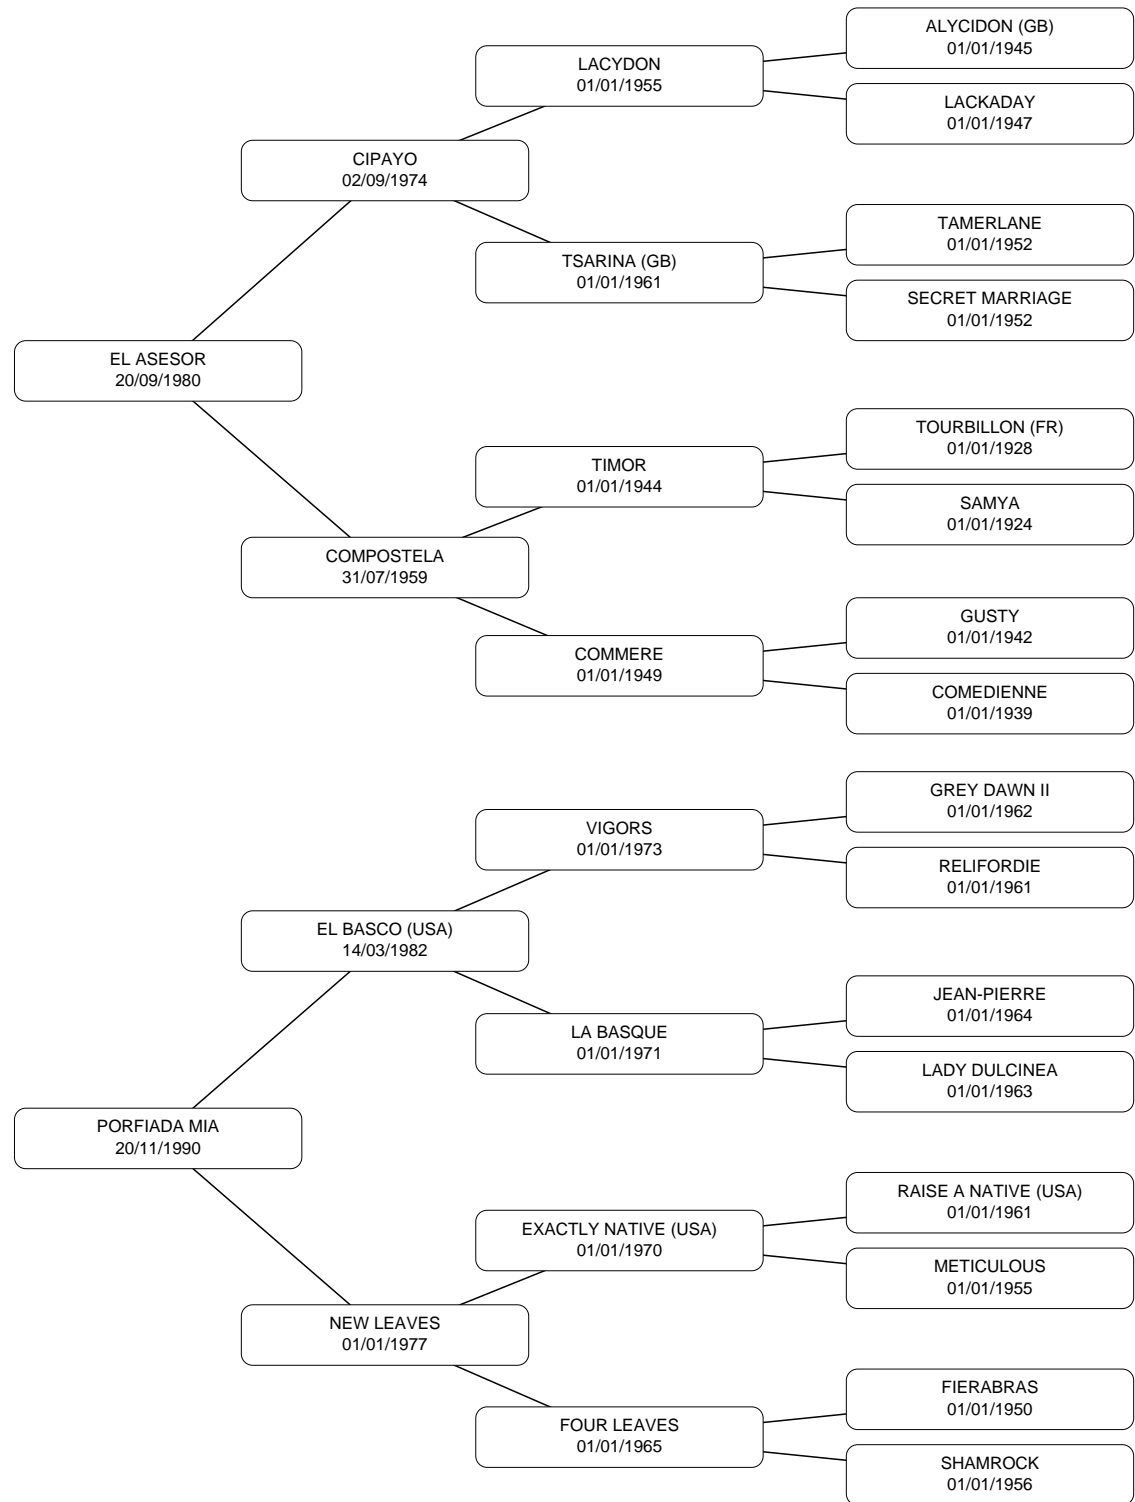 ALYCIDON (GB)
01/01/1945
LACYDON
01/01/1955
LACKADAY
01/01/1947
CIPAYO
02/09/1974
TAMERLANE
01/01/1952
TSARINA (GB)
01/01/1961
SECRET MARRIAGE
01/01/1952
EL ASESOR
20/09/1980
TOURBILLON (FR)
01/01/1928
TIMOR
01/01/1944
SAMYA
01/01/1924
COMPOSTELA
31/07/1959
GUSTY
01/01/1942
COMMERE
01/01/1949
COMEDIENNE
01/01/1939
GREY DAWN II
01/01/1962
VIGORS
01/01/1973
RELIFORDIE
01/01/1961
EL BASCO (USA)
14/03/1982
JEAN-PIERRE
01/01/1964
LA BASQUE
01/01/1971
LADY DULCINEA
01/01/1963
PORFIADA MIA
20/11/1990
RAISE A NATIVE (USA)
01/01/1961
EXACTLY NATIVE (USA)
01/01/1970
METICULOUS
01/01/1955
NEW LEAVES
01/01/1977
FIERABRAS
01/01/1950
FOUR LEAVES
01/01/1965
SHAMROCK
01/01/1956